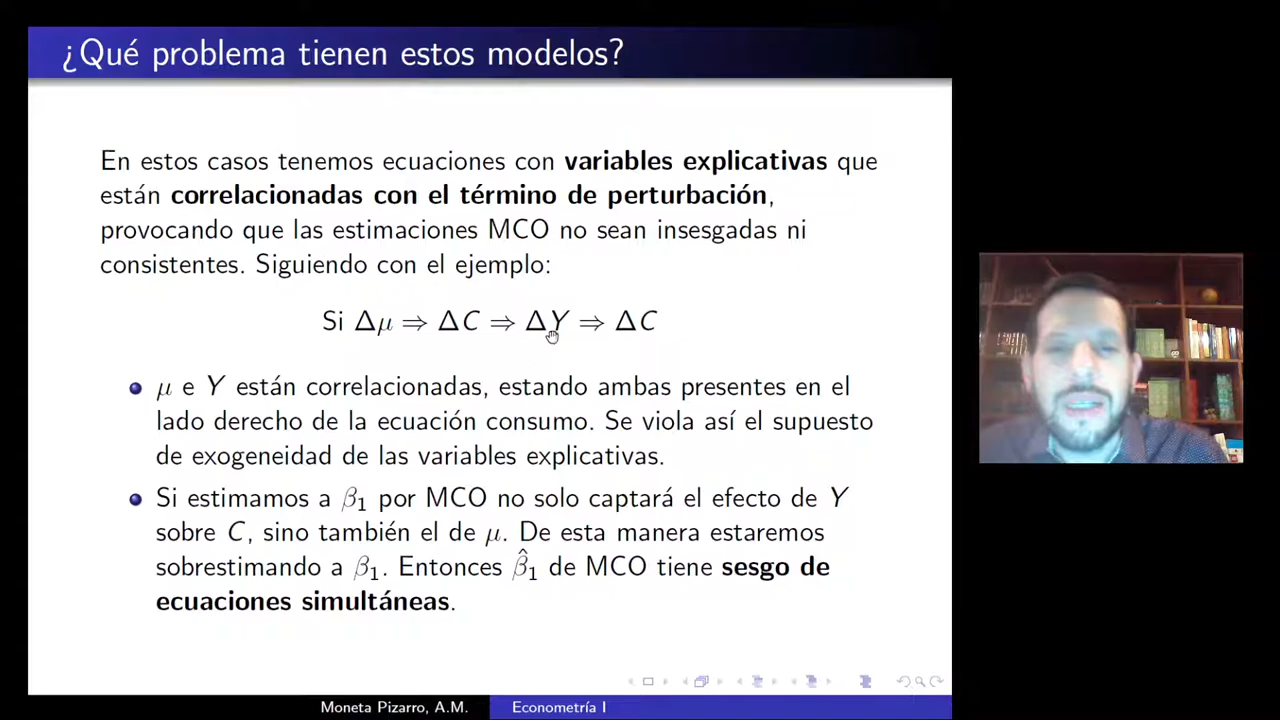 ¿Qué problema tienen estos modelos?
En estos casos tenemos ecuaciones con variables explicativas que
están correlacionadas con el término de perturbación,
provocando que las estimaciones MCO no sean insesgadas ni
consistentes. Siguiendo con el ejemplo:
Si Δμ ⇒ ΔC ⇒ ΔY ⇒ ΔC
μ e Y están correlacionadas, estando ambas presentes en el
lado derecho de la ecuación consumo. Se viola así el supuesto
de exogeneidad de las variables explicativas.
Si estimamos a β₁ por MCO no solo captará el efecto de Y
sobre C, sino también el de μ. De esta manera estaremos
sobrestimando a β₁. Entonces β̂₁ de MCO tiene sesgo de
ecuaciones simultáneas.
Moneta Pizarro, A.M. Econometría I